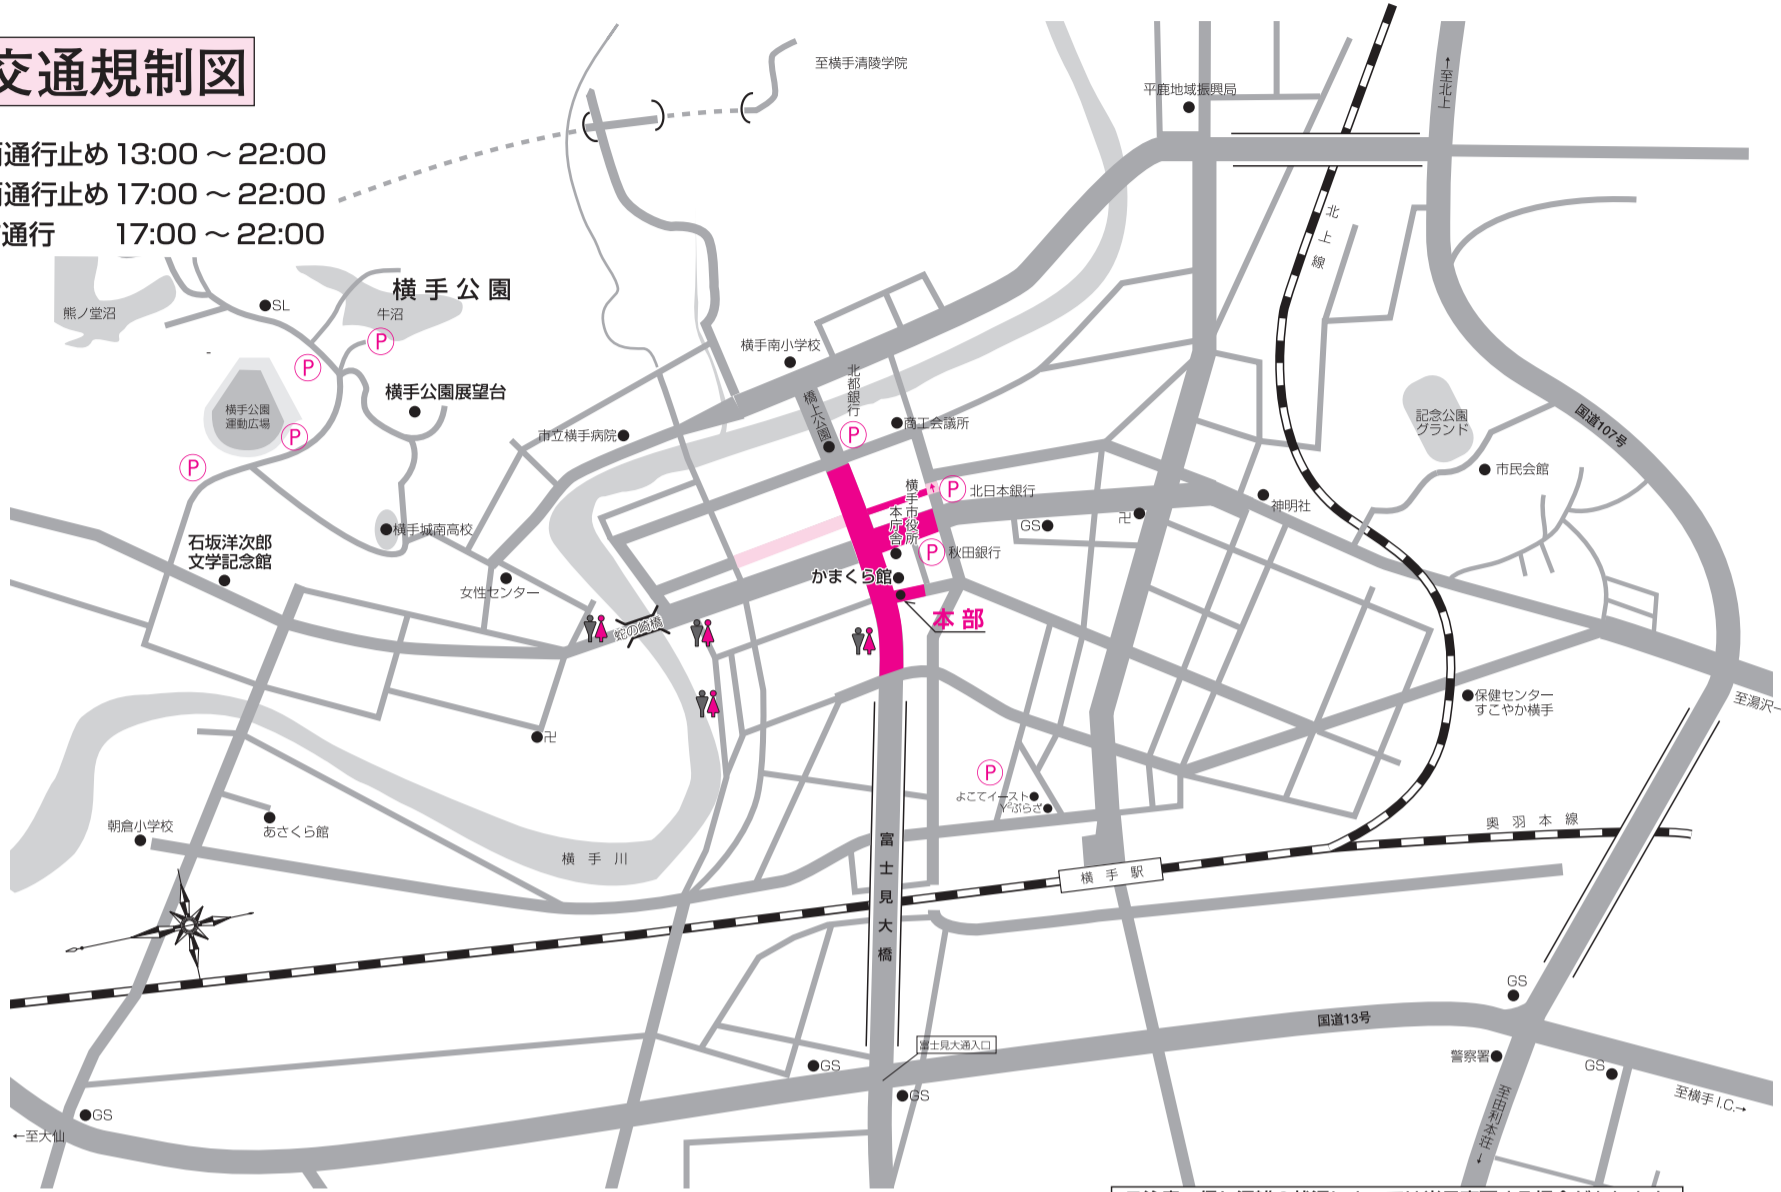 交通規制図
通行止め 13:00 ～ 22:00
通行止め 17:00 ～ 22:00
通行 17:00 ～ 22:00
至横手清陵学院
平鹿地域振興局
↑至北上
北上線
熊ノ堂沼
SL
横手公園
牛沼
P
P
横手公園展望台
横手公園
運動広場
P
P
横手南小学校
北都銀行
橋上公園
P
商工会議所
市立横手病院
記念公園
グランド
国道107号
市民会館
横手市役所
本庁舎
P
北日本銀行
神明社
GS
卍
P
秋田銀行
横手城南高校
石坂洋次郎
文学記念館
女性センター
かまくら館
本部
蛇の崎橋
保健センター
すこやか横手
至湯沢→
卍
P
よこてイースト
Y²ぷらざ
朝倉小学校
あさくら館
横手川
富士見大橋
横手駅
奥羽本線
GS
国道13号
富士見大通入口
警察署
GS
GS
GS
GS
←至大仙
至由利本荘→
至横手I.C.→